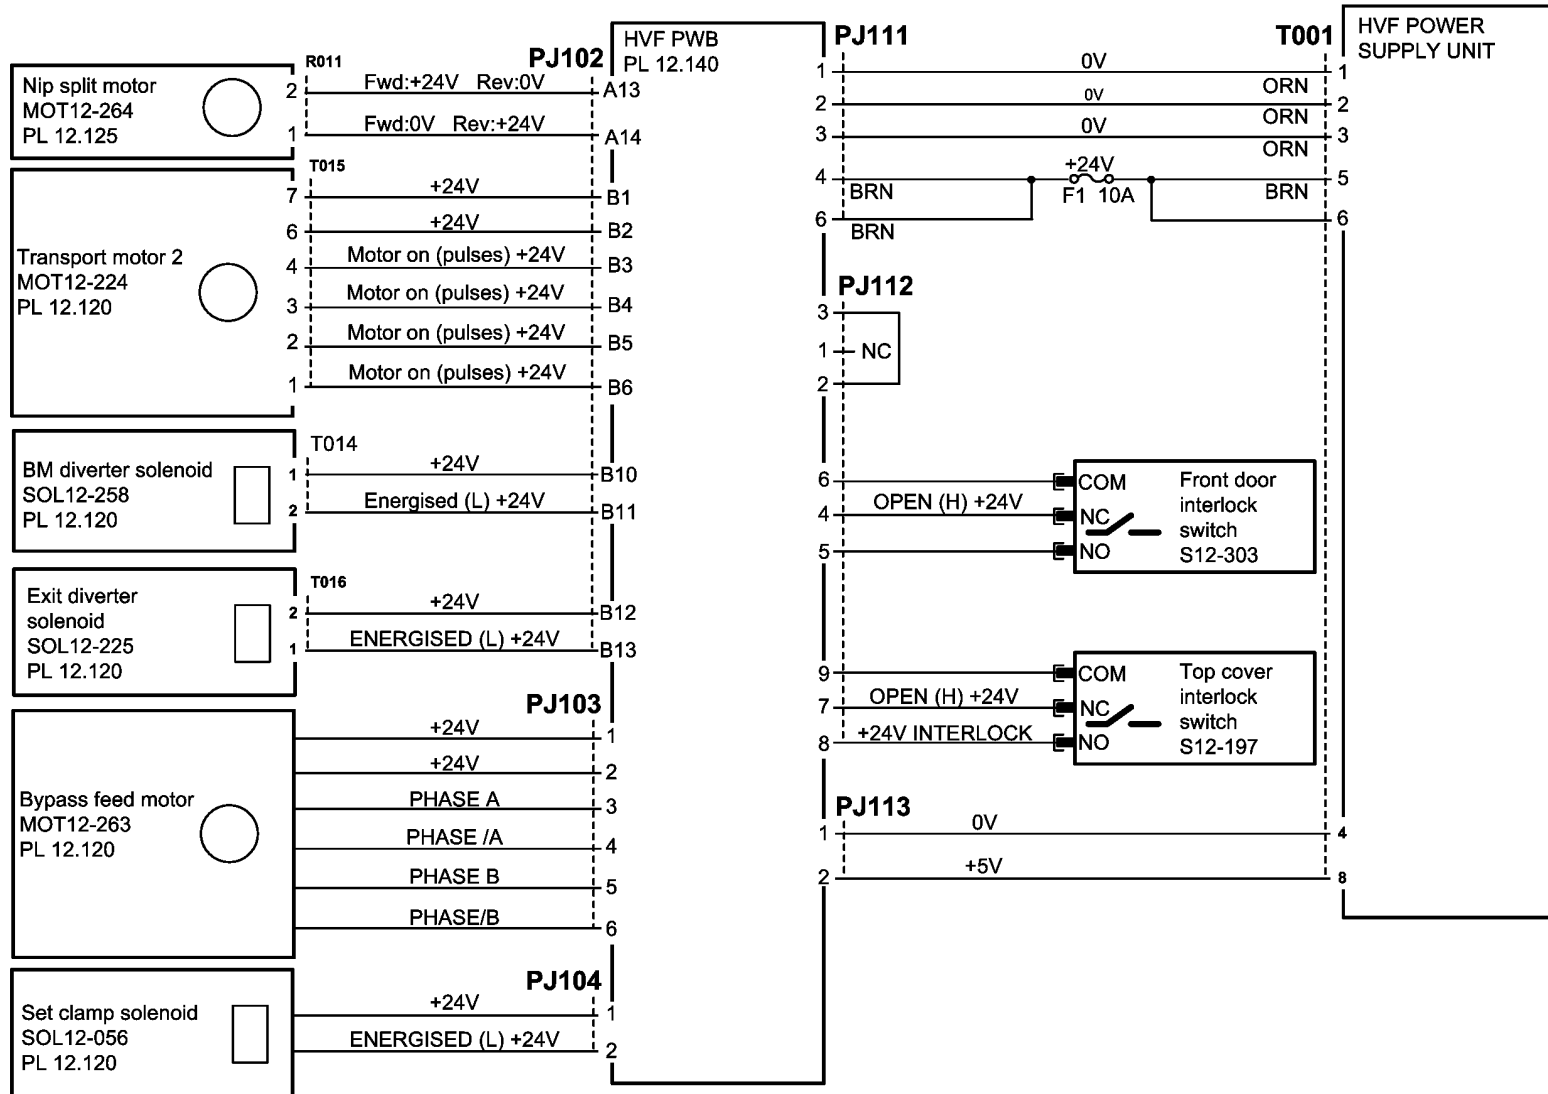 HVF PWB
PL 12.140
HVF POWER
SUPPLY UNIT
R011
PJ102
Nip split motor
MOT12-264
PL 12.125
2 Fwd:+24V Rev:0V A13
1 Fwd:0V Rev:+24V A14
T015
Transport motor 2
MOT12-224
PL 12.120
7 +24V B1
6 +24V B2
4 Motor on (pulses) +24V B3
3 Motor on (pulses) +24V B4
2 Motor on (pulses) +24V B5
1 Motor on (pulses) +24V B6
T014
BM diverter solenoid
SOL12-258
PL 12.120
1 +24V B10
2 Energised (L) +24V B11
T016
Exit diverter
solenoid
SOL12-225
PL 12.120
2 +24V B12
1 ENERGISED (L) +24V B13
PJ103
Bypass feed motor
MOT12-263
PL 12.120
+24V 1
+24V 2
PHASE A 3
PHASE /A 4
PHASE B 5
PHASE/B 6
PJ104
Set clamp solenoid
SOL12-056
PL 12.120
+24V 1
ENERGISED (L) +24V 2
PJ111
T001
1 0V 1
ORN
2 0V 2
ORN
3 0V 3
ORN
4 +24V 5
BRN F1 10A BRN
6 6
BRN
PJ112
3
1 NC
2
6 COM
4 OPEN (H) +24V NC
5 NO
Front door
interlock
switch
S12-303
9 COM
7 OPEN (H) +24V NC
8 +24V INTERLOCK NO
Top cover
interlock
switch
S12-197
PJ113
1 0V 4
2 +5V 8